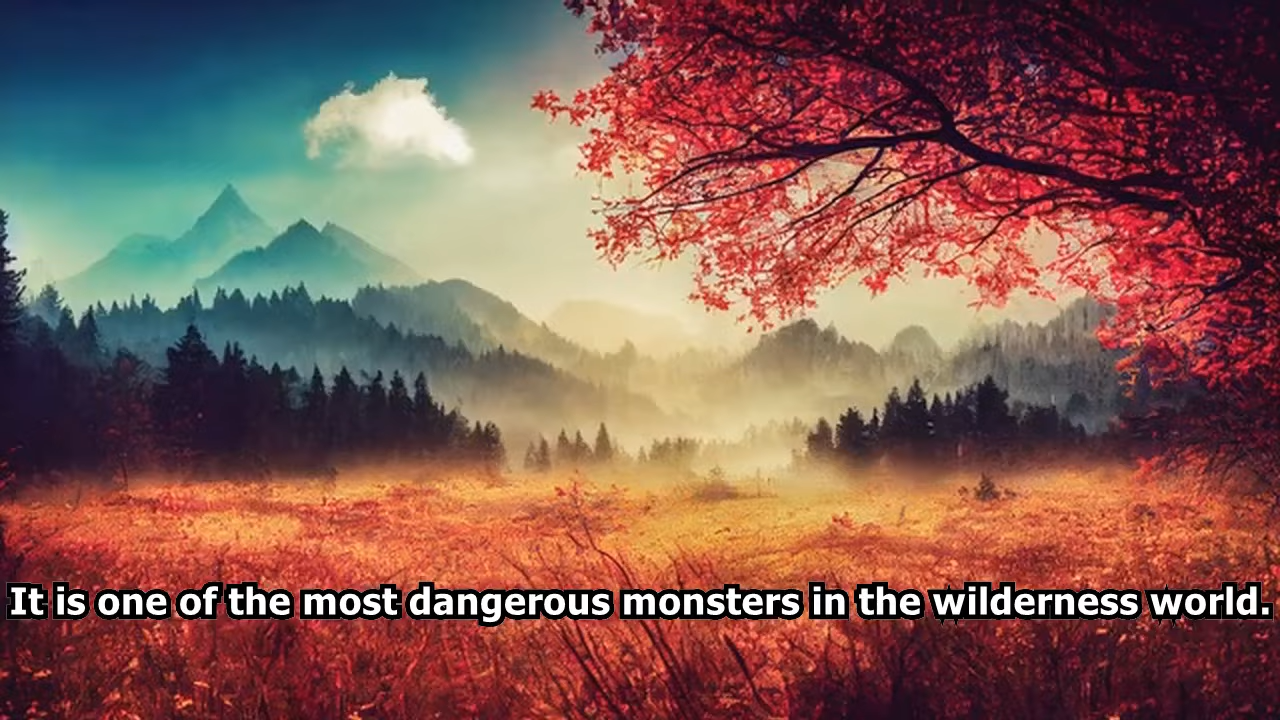 It is one of the most dangerous monsters in the wilderness world.